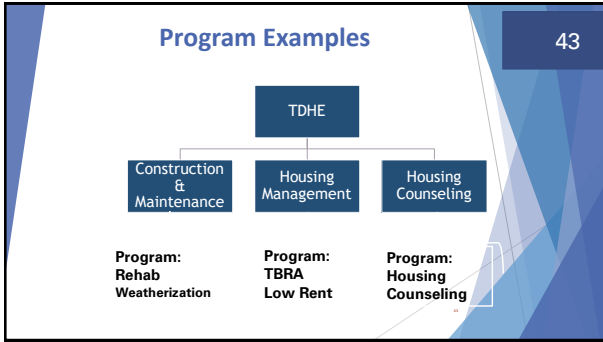 Program Examples
43
TDHE
Construction
&
Maintenance
Housing
Management
Housing
Counseling
Program:
Rehab
Weatherization
Program:
TBRA
Low Rent
Program:
Housing
Counseling